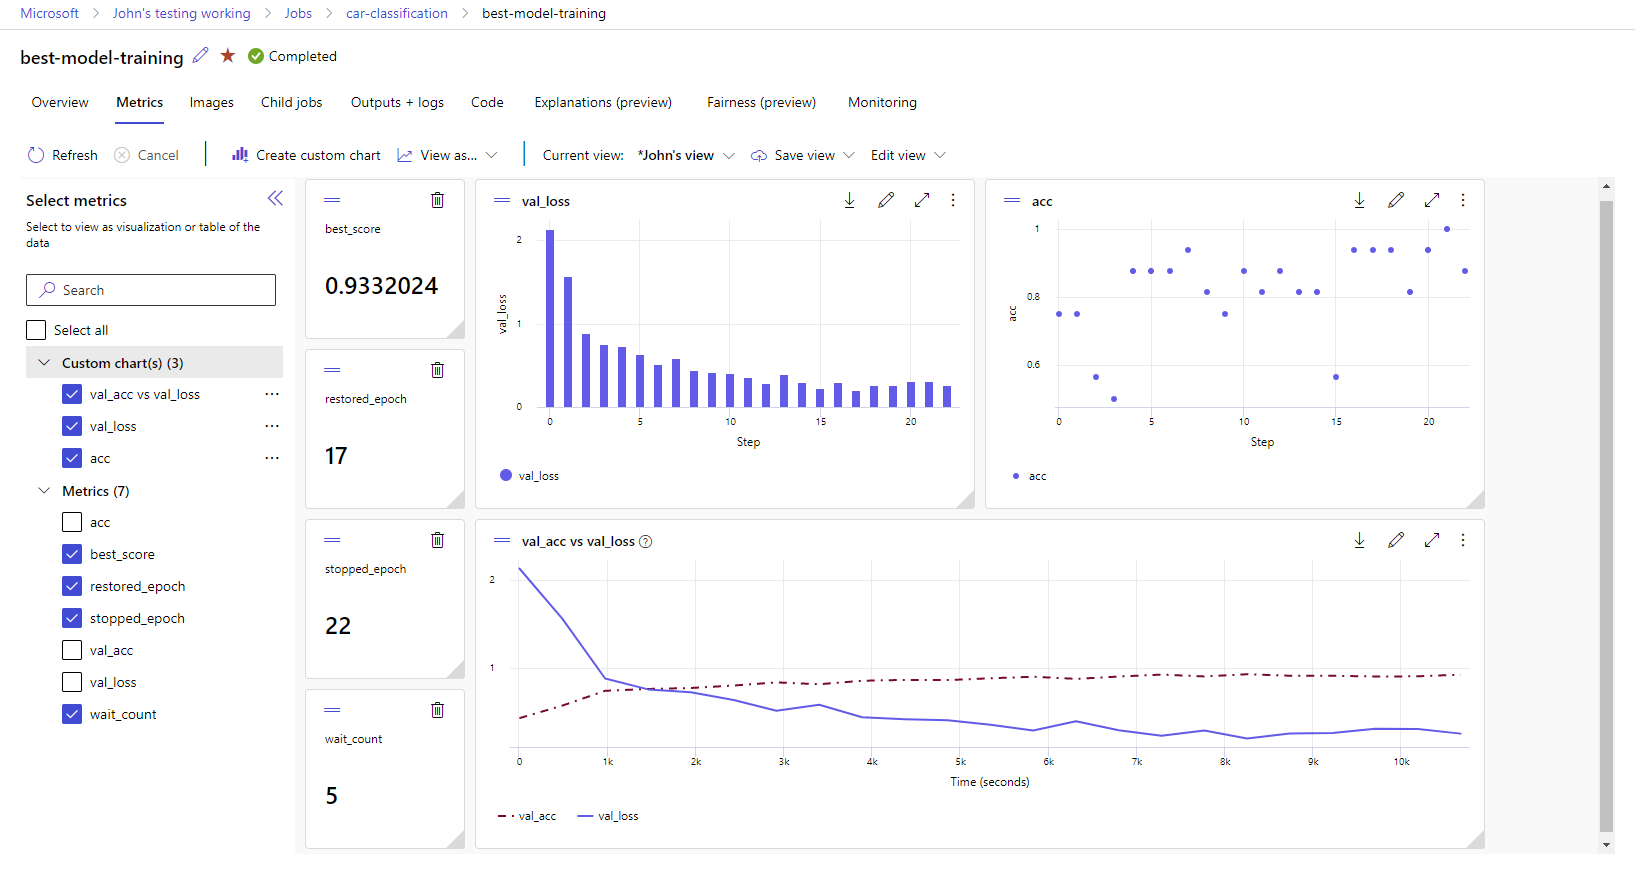 Microsoft > John's testing working > Jobs > car-classification > best-model-training
best-model-training Completed
Overview Metrics Images Child jobs Outputs + logs Code Explanations (preview) Fairness (preview) Monitoring
Refresh Cancel Create custom chart View as... Current view: *John's view Save view Edit view
Select metrics
Select to view as visualization or table of the
data
Search
Select all
Custom chart(s) (3)
val_acc vs val_loss ...
val_loss ...
acc ...
Metrics (7)
acc
best_score
restored_epoch
stopped_epoch
val_acc
val_loss
wait_count
best_score
0.9332024
restored_epoch
17
stopped_epoch
22
wait_count
5
val_loss
2
1
0
val_loss
0 5 10 15 20
Step
val_loss
acc
1
0.8
0.6
acc
0 5 10 15 20
Step
acc
val_acc vs val_loss ?
2
1
0 1k 2k 3k 4k 5k 6k 7k 8k 9k 10k
Time (seconds)
val_acc val_loss